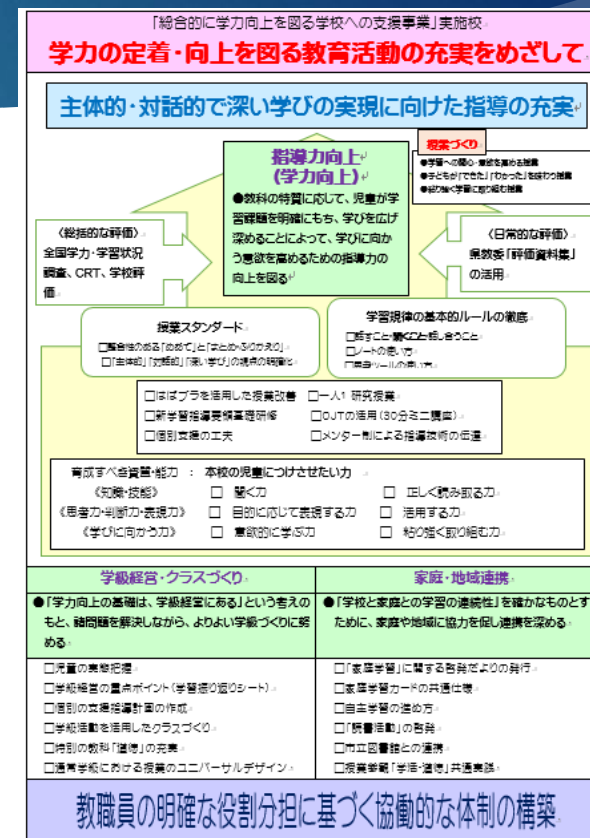 「総合的に学力向上を図る学校への支援事業」実施校
学力の定着・向上を図る教育活動の充実をめざして
主体的・対話的で深い学びの実現に向けた指導の充実
指導力向上
(学力向上)
●教科の特質に応じて、児童が学
習課題を明確にもち、学びを広げ
深めることによって、学びに向か
う意欲を高めるための指導力の
向上を図る
授業づくり
●学習への関心・意欲を高める授業
●子どもが「できた」「わかった」を味わう授業
●粘り強く学習に取り組む授業
〈総括的な評価〉
全国学力・学習状況
調査、CRT、学校評
価
〈日常的な評価〉
県教委「評価資料集」
の活用
授業スタンダード
□整合性のある「めあて」と「まとめ・ふりかえり」
□「主体的」「対話的」「深い学び」の視点の明確化
学習規律の基本的ルールの徹底
□話すこと・聞くこと・話し合うこと
□ノートの使い方
□思考ツールの使い方
□はばプラを活用した授業改善 □一人1 研究授業
□新学習指導要領基礎研修 □OJTの活用(30分ミニ講座)
□個別支援の工夫 □メンター制による指導技術の伝達
育成すべき資質・能力 : 本校の児童につけさせたい力
《知識・技能》 □ 聞く力 □ 正しく読み取る力
《思考力・判断力・表現力》 □ 目的に応じて表現する力 □ 活用する力
《学びに向かう力》 □ 意欲的に学ぶ力 □ 粘り強く取り組む力
学級経営・クラスづくり
●「学力向上の基礎は、学級経営にある」という考えの
もと、諸問題を解決しながら、よりよい学級づくりに努
める
□児童の実態把握
□学級経営の重点ポイント(学習振り返りシート)
□個別の支援指導計画の作成
□学級活動を活用したクラスづくり
□特別の教科「道徳」の充実
□通常学級における授業のユニバーサルデザイン
家庭・地域連携
●「学校と家庭との学習の連続性」を確かなものとす
ために、家庭や地域に協力を促し連携を深める
□「家庭学習」に関する啓発だよりの発行
□家庭学習カードの共通仕様
□自主学習の進め方
□「読書活動」の啓発
□市立図書館との連携
□授業参観「学活・道徳」共通実践
教職員の明確な役割分担に基づく協働的な体制の構築